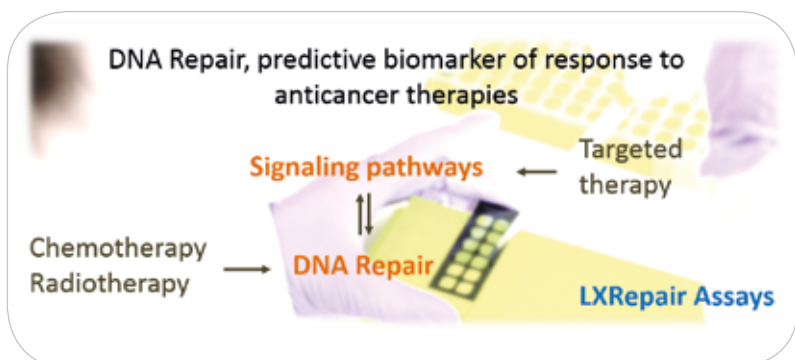 DNA Repair, predictive biomarker of response to
anticancer therapies
Signaling pathways
Targeted
therapy
Chemotherapy
Radiotherapy
DNA Repair
LXRepair Assays